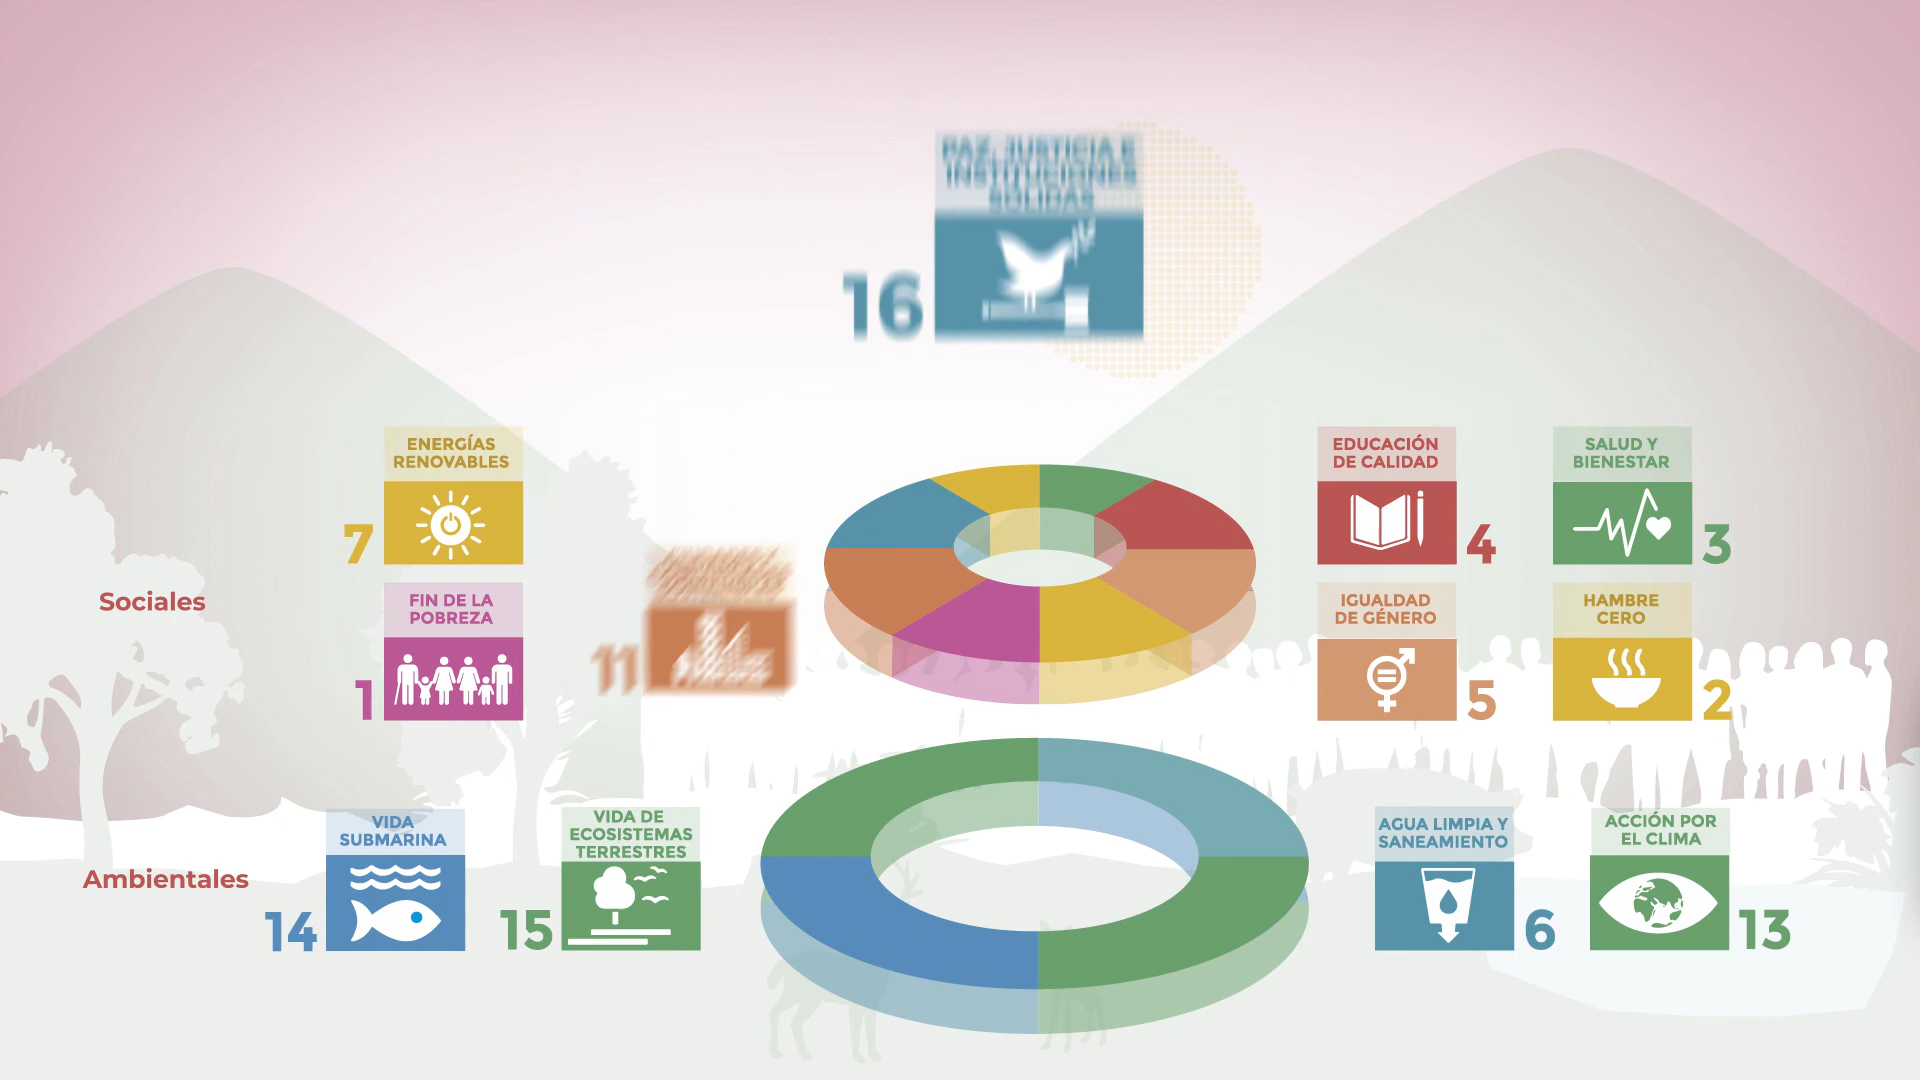 PAZ, JUSTICIA E
INSTITUCIONES
SÓLIDAS
16
ENERGÍAS
RENOVABLES
7
EDUCACIÓN
DE CALIDAD
4
SALUD Y
BIENESTAR
3
Sociales
FIN DE LA
POBREZA
1
11
IGUALDAD
DE GÉNERO
5
HAMBRE
CERO
2
Ambientales
VIDA
SUBMARINA
14
VIDA DE
ECOSISTEMAS
TERRESTRES
15
AGUA LIMPIA Y
SANEAMIENTO
6
ACCIÓN POR
EL CLIMA
13